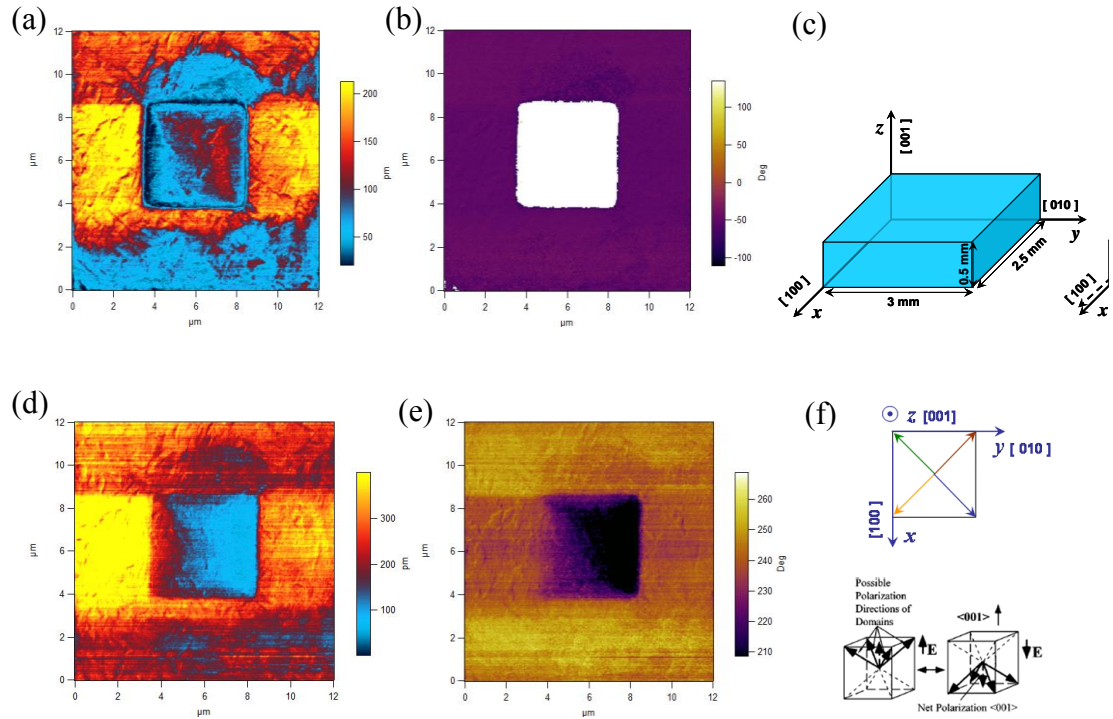 (a)
12
10
8
6
4
2
0
µm
0 2 4 6 8 10 12
µm
200
150
100
50
pm
(b)
12
10
8
6
4
2
0
µm
0 2 4 6 8 10 12
µm
100
50
0
-50
-100
Deg
(c)
z
[001]
[010]
y
0.5 mm
2.5 mm
3 mm
[100]
x
[100]
x
(d)
12
10
8
6
4
2
0
µm
0 2 4 6 8 10 12
µm
300
200
100
pm
(e)
12
10
8
6
4
2
0
µm
0 2 4 6 8 10 12
µm
260
250
240
230
220
210
Deg
(f)
z [001]
y [010]
[100]
x
Possible
Polarization
Directions of
Domains
<001>
E
E
Net Polarization <001>